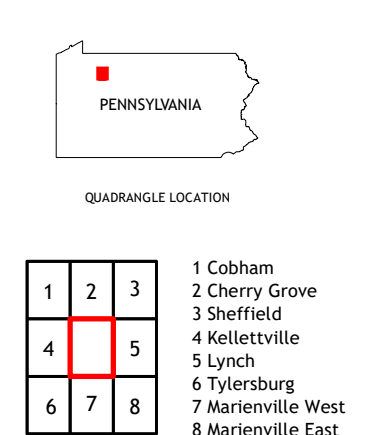 PENNSYLVANIA
QUADRANGLE LOCATION
1 2 3
4 5
6 7 8
1 Cobham
2 Cherry Grove
3 Sheffield
4 Kellettville
5 Lynch
6 Tylersburg
7 Marienville West
8 Marienville East